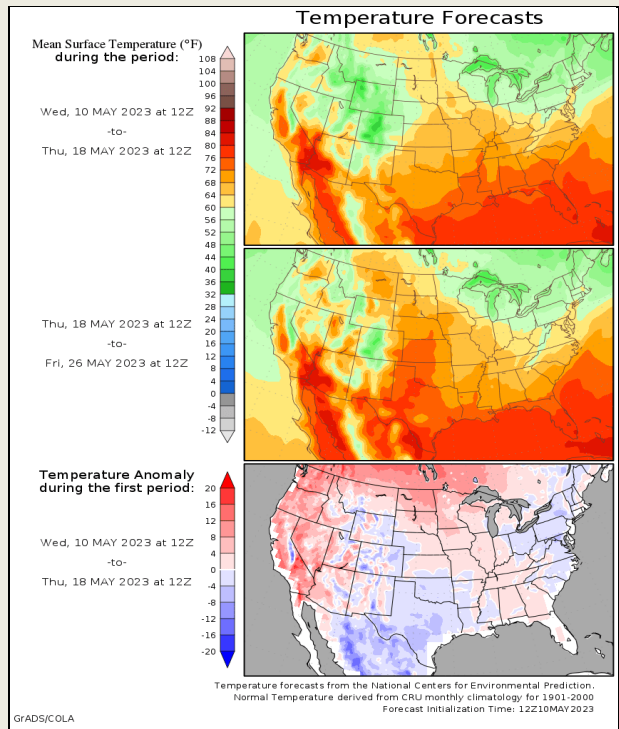 Temperature Forecasts
Mean Surface Temperature (°F)
during the period:
108
104
100
96
92
88
84
80
76
72
68
64
60
56
52
48
44
40
36
32
28
24
20
16
12
8
4
0
-4
-8
-12
Wed, 10 MAY 2023 at 12Z
-to-
Thu, 18 MAY 2023 at 12Z
Thu, 18 MAY 2023 at 12Z
-to-
Fri, 26 MAY 2023 at 12Z
Temperature Anomaly
during the first period:
20
16
12
8
4
0
-4
-8
-12
-16
-20
Wed, 10 MAY 2023 at 12Z
-to-
Thu, 18 MAY 2023 at 12Z
Temperature forecasts from the National Centers for Environmental Prediction.
Normal Temperature derived from CRU monthly climatology for 1901-2000
Forecast Initialization Time: 12Z10MAY2023
GrADS/COLA